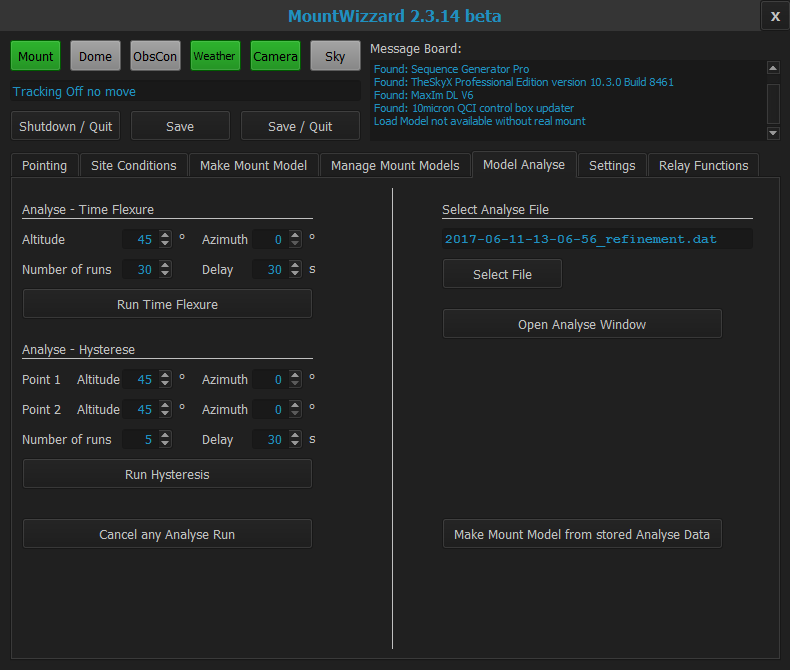 MountWizzard 2.3.14 beta
X
Mount Dome ObsCon Weather Camera Sky
Message Board:
Found: Sequence Generator Pro
Found: TheSkyX Professional Edition version 10.3.0 Build 8461
Found: MaxIm DL V6
Found: 10micron QCI control box updater
Load Model not available without real mount
Tracking Off no move
Shutdown / Quit Save Save / Quit
Pointing Site Conditions Make Mount Model Manage Mount Models Model Analyse Settings Relay Functions
Analyse - Time Flexure
Altitude 45 ° Azimuth 0 °
Number of runs 30 Delay 30 s
Run Time Flexure
Analyse - Hysterese
Point 1 Altitude 45 ° Azimuth 0 °
Point 2 Altitude 45 ° Azimuth 0 °
Number of runs 5 Delay 30 s
Run Hysteresis
Cancel any Analyse Run
Select Analyse File
2017-06-11-13-06-56_refinement.dat
Select File
Open Analyse Window
Make Mount Model from stored Analyse Data